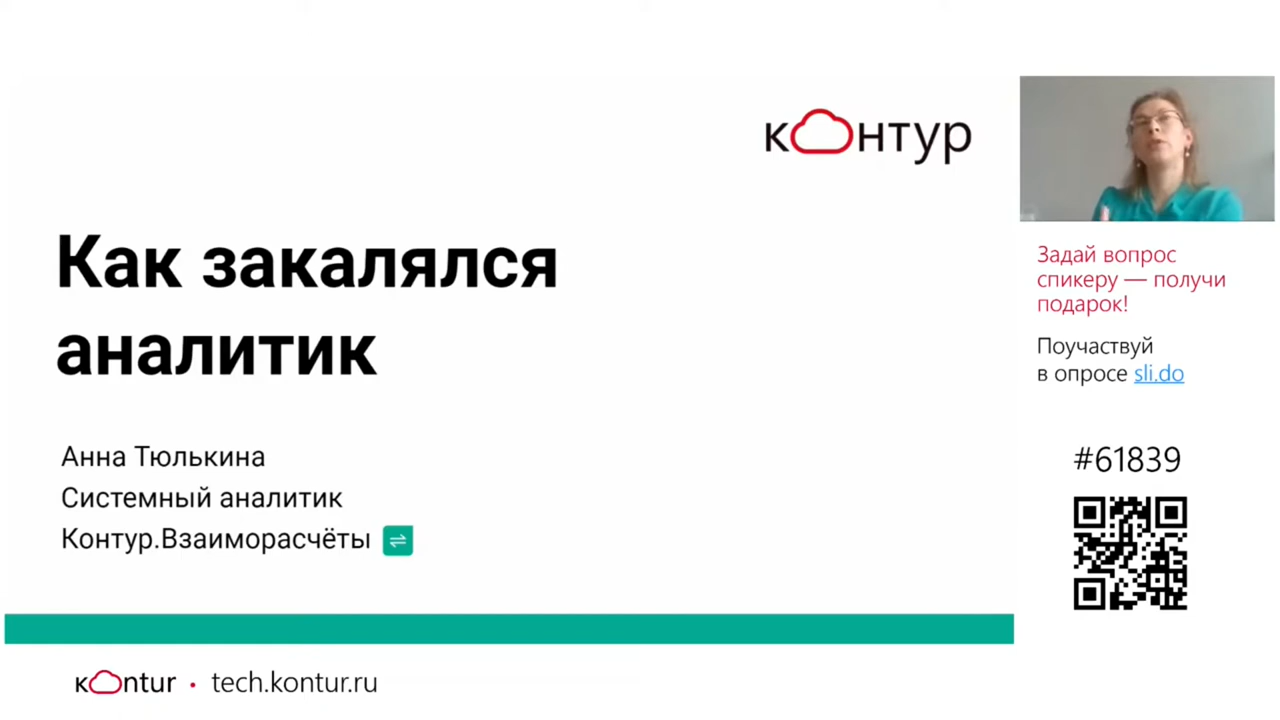 контур
Как закалялся
аналитик
Анна Тюлькина
Системный аналитик
Контур.Взаиморасчёты
kontur • tech.kontur.ru
Задай вопрос
спикеру — получи
подарок!
Поучаствуй
в опросе sli.do
#61839